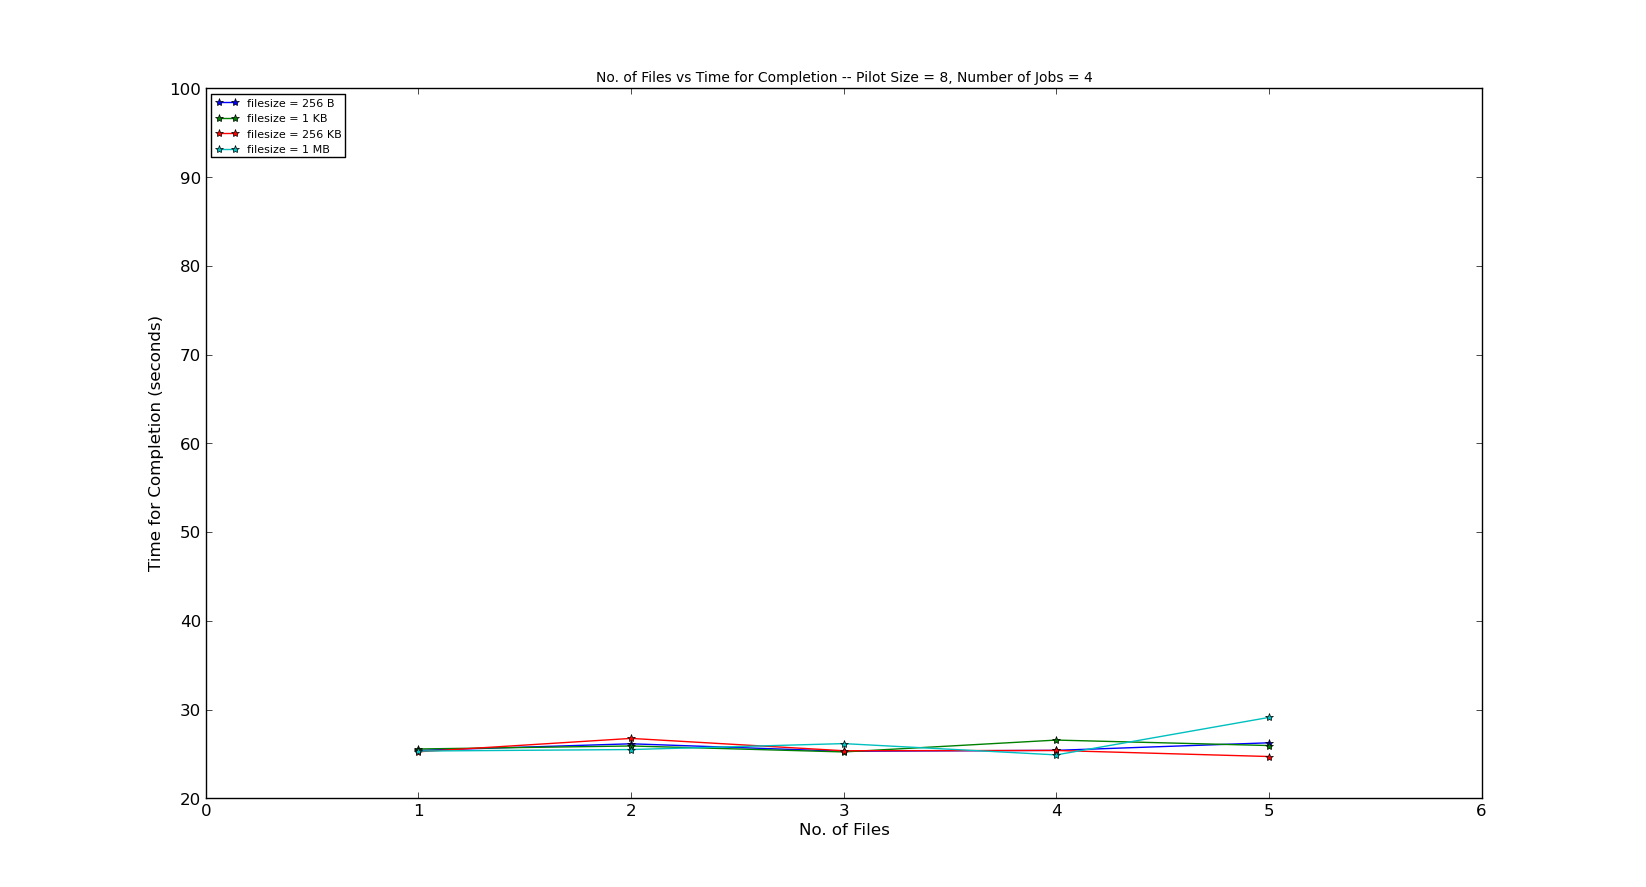 No. of Files vs Time for Completion -- Pilot Size = 8, Number of Jobs = 4
filesize = 256 B
filesize = 1 KB
filesize = 256 KB
filesize = 1 MB
100
90
80
70
60
50
40
30
20
Time for Completion (seconds)
0 1 2 3 4 5 6
No. of Files